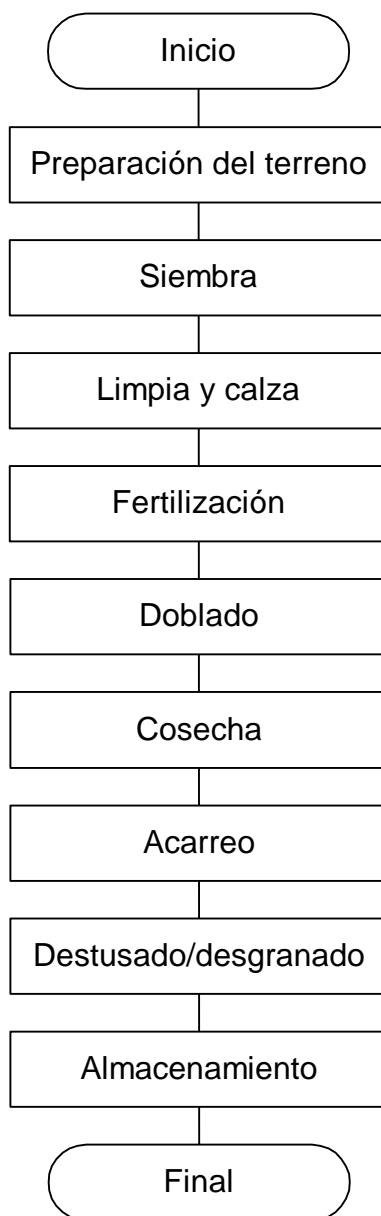 Inicio
Preparación del terreno
Siembra
Limpia y calza
Fertilización
Doblado
Cosecha
Acarreo
Destusado/desgranado
Almacenamiento
Final